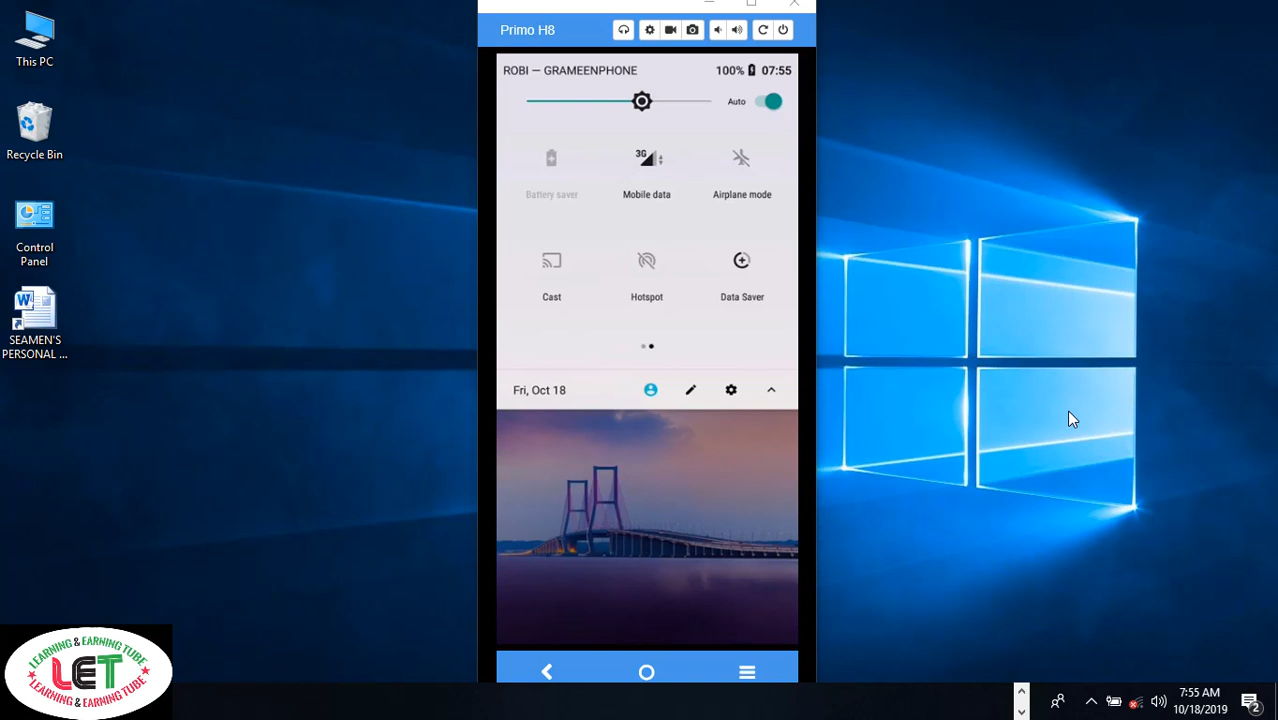 This PC
Recycle Bin
Control
Panel
SEAMEN'S
PERSONAL ...
Primo H8
ROBI — GRAMEENPHONE
100% 07:55
Auto
3G
Battery saver
Mobile data
Airplane mode
Cast
Hotspot
Data Saver
Fri, Oct 18
LEARNING & EARNING TUBE
LET
LEARNING & EARNING TUBE
7:55 AM
10/18/2019
2